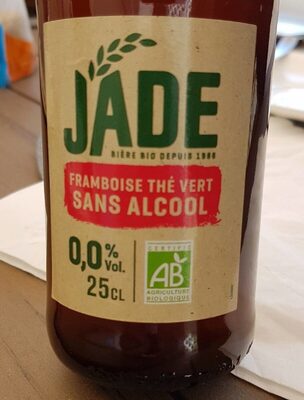 JADE
BIÈRE BIO DEPUIS 1986
FRAMBOISE THÉ VERT
SANS ALCOOL
0,0% Vol.
25CL
CERTIFIÉ
AB
AGRICULTURE
BIOLOGIQUE